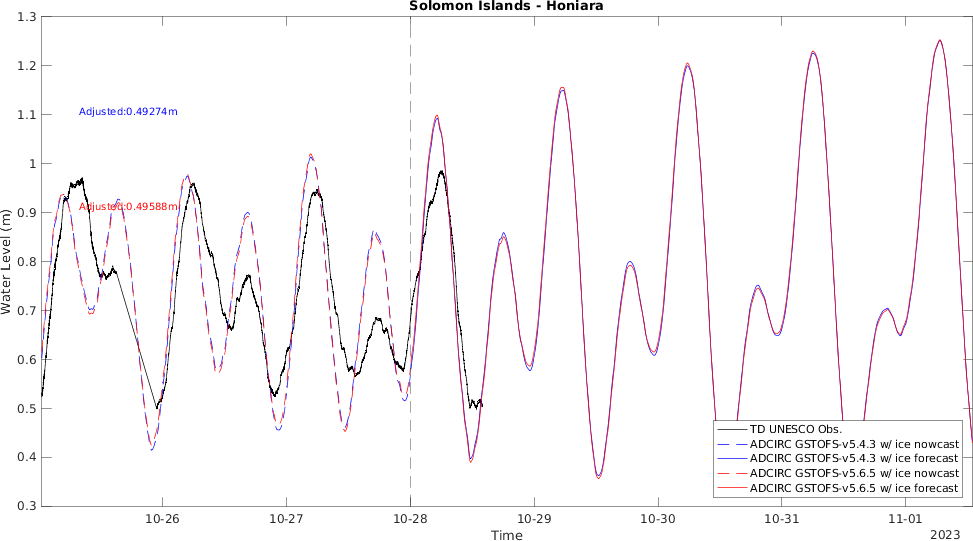 Solomon Islands - Honiara
1.3
1.2
1.1
1
0.9
0.8
0.7
0.6
0.5
0.4
0.3
Water Level (m)
Adjusted:0.49274m
Adjusted:0.49588m
TD UNESCO Obs.
ADCIRC GSTOFS-v5.4.3 w/ ice nowcast
ADCIRC GSTOFS-v5.4.3 w/ ice forecast
ADCIRC GSTOFS-v5.6.5 w/ ice nowcast
ADCIRC GSTOFS-v5.6.5 w/ ice forecast
10-26
10-27
10-28
10-29
10-30
10-31
11-01
Time
2023